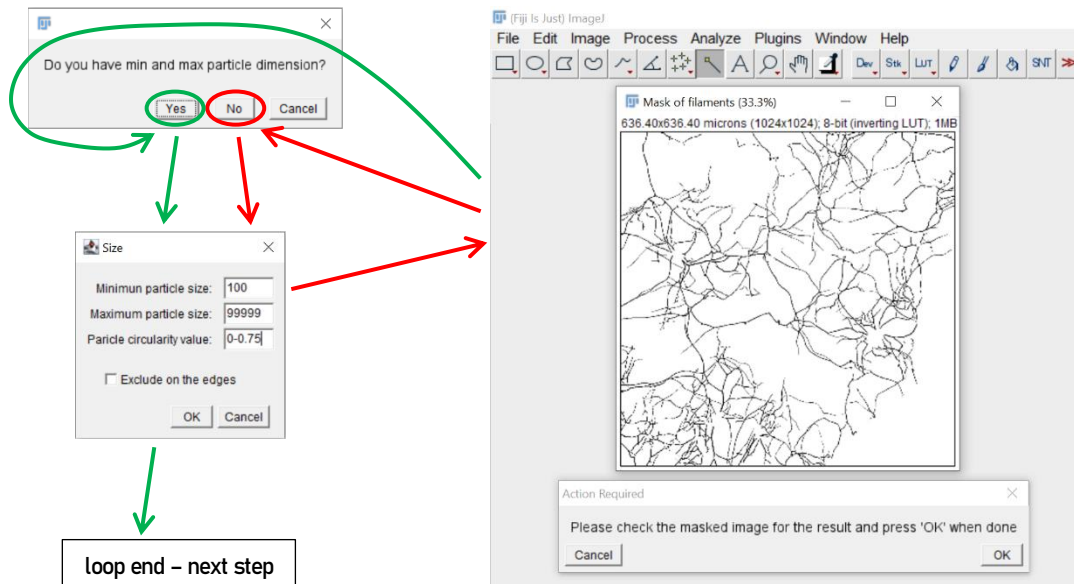 Do you have min and max particle dimension?
Yes No Cancel
Size
Minimun particle size: 100
Maximum particle size: 99999
Paricle circularity value: 0-0.75
Exclude on the edges
OK Cancel
loop end – next step
(Fiji Is Just) ImageJ
File Edit Image Process Analyze Plugins Window Help
A Dev Stk LUT SNT
Mask of filaments (33.3%)
636.40x636.40 microns (1024x1024); 8-bit (inverting LUT); 1MB
Action Required
Please check the masked image for the result and press 'OK' when done
Cancel OK